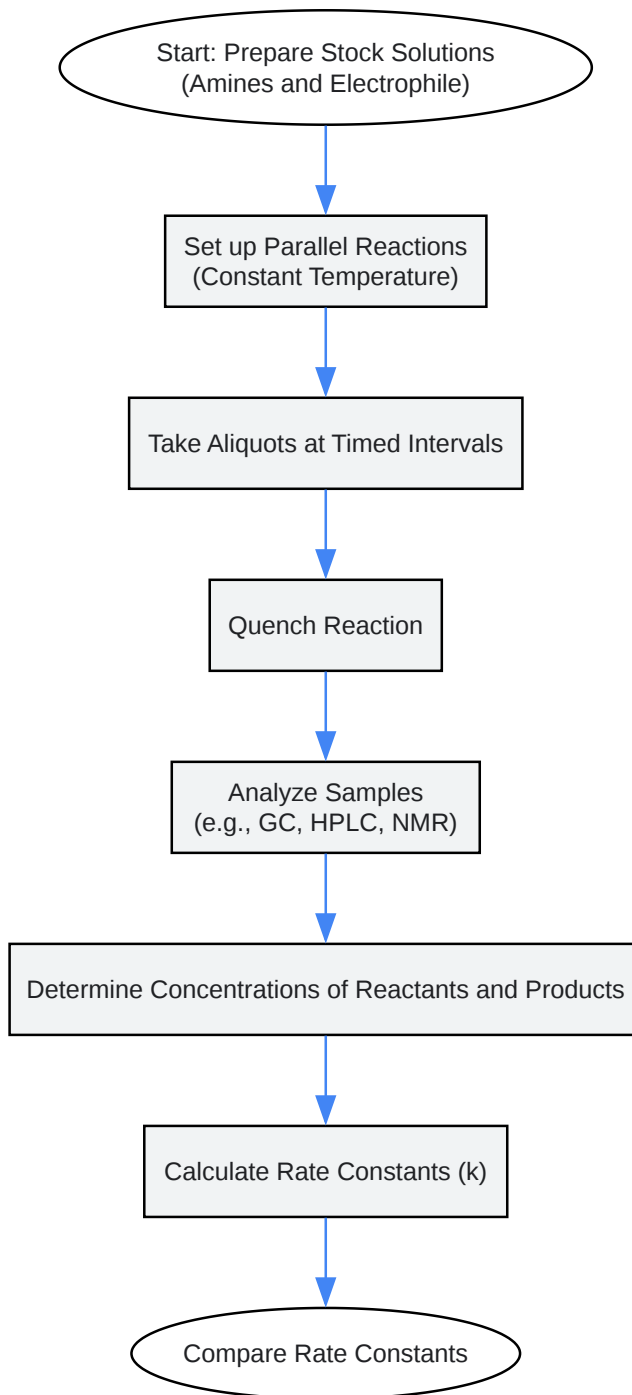 Start: Prepare Stock Solutions
(Amines and Electrophile)
Set up Parallel Reactions
(Constant Temperature)
Take Aliquots at Timed Intervals
Quench Reaction
Analyze Samples
(e.g., GC, HPLC, NMR)
Determine Concentrations of Reactants and Products
Calculate Rate Constants (k)
Compare Rate Constants